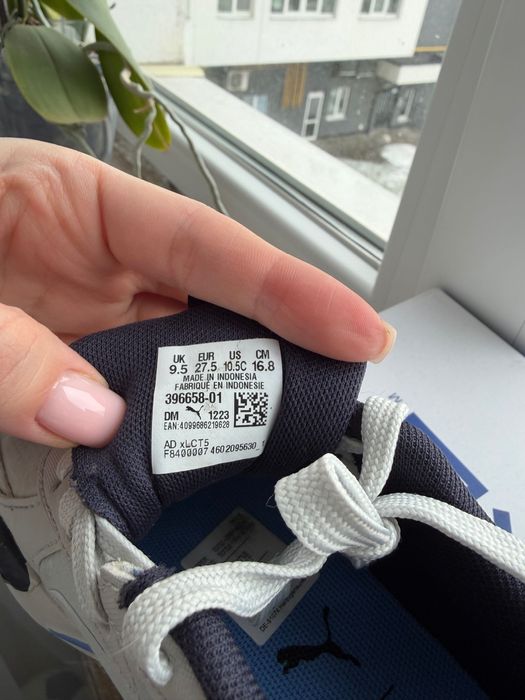 UK EUR US CM
9.5 27.5 10.5C 16.8
MADE IN INDONESIA
FABRIQUÉ EN INDONESIE
396658-01
DM 1223
EAN:4099686219628
AD xLCT5
F8400007 4602095630